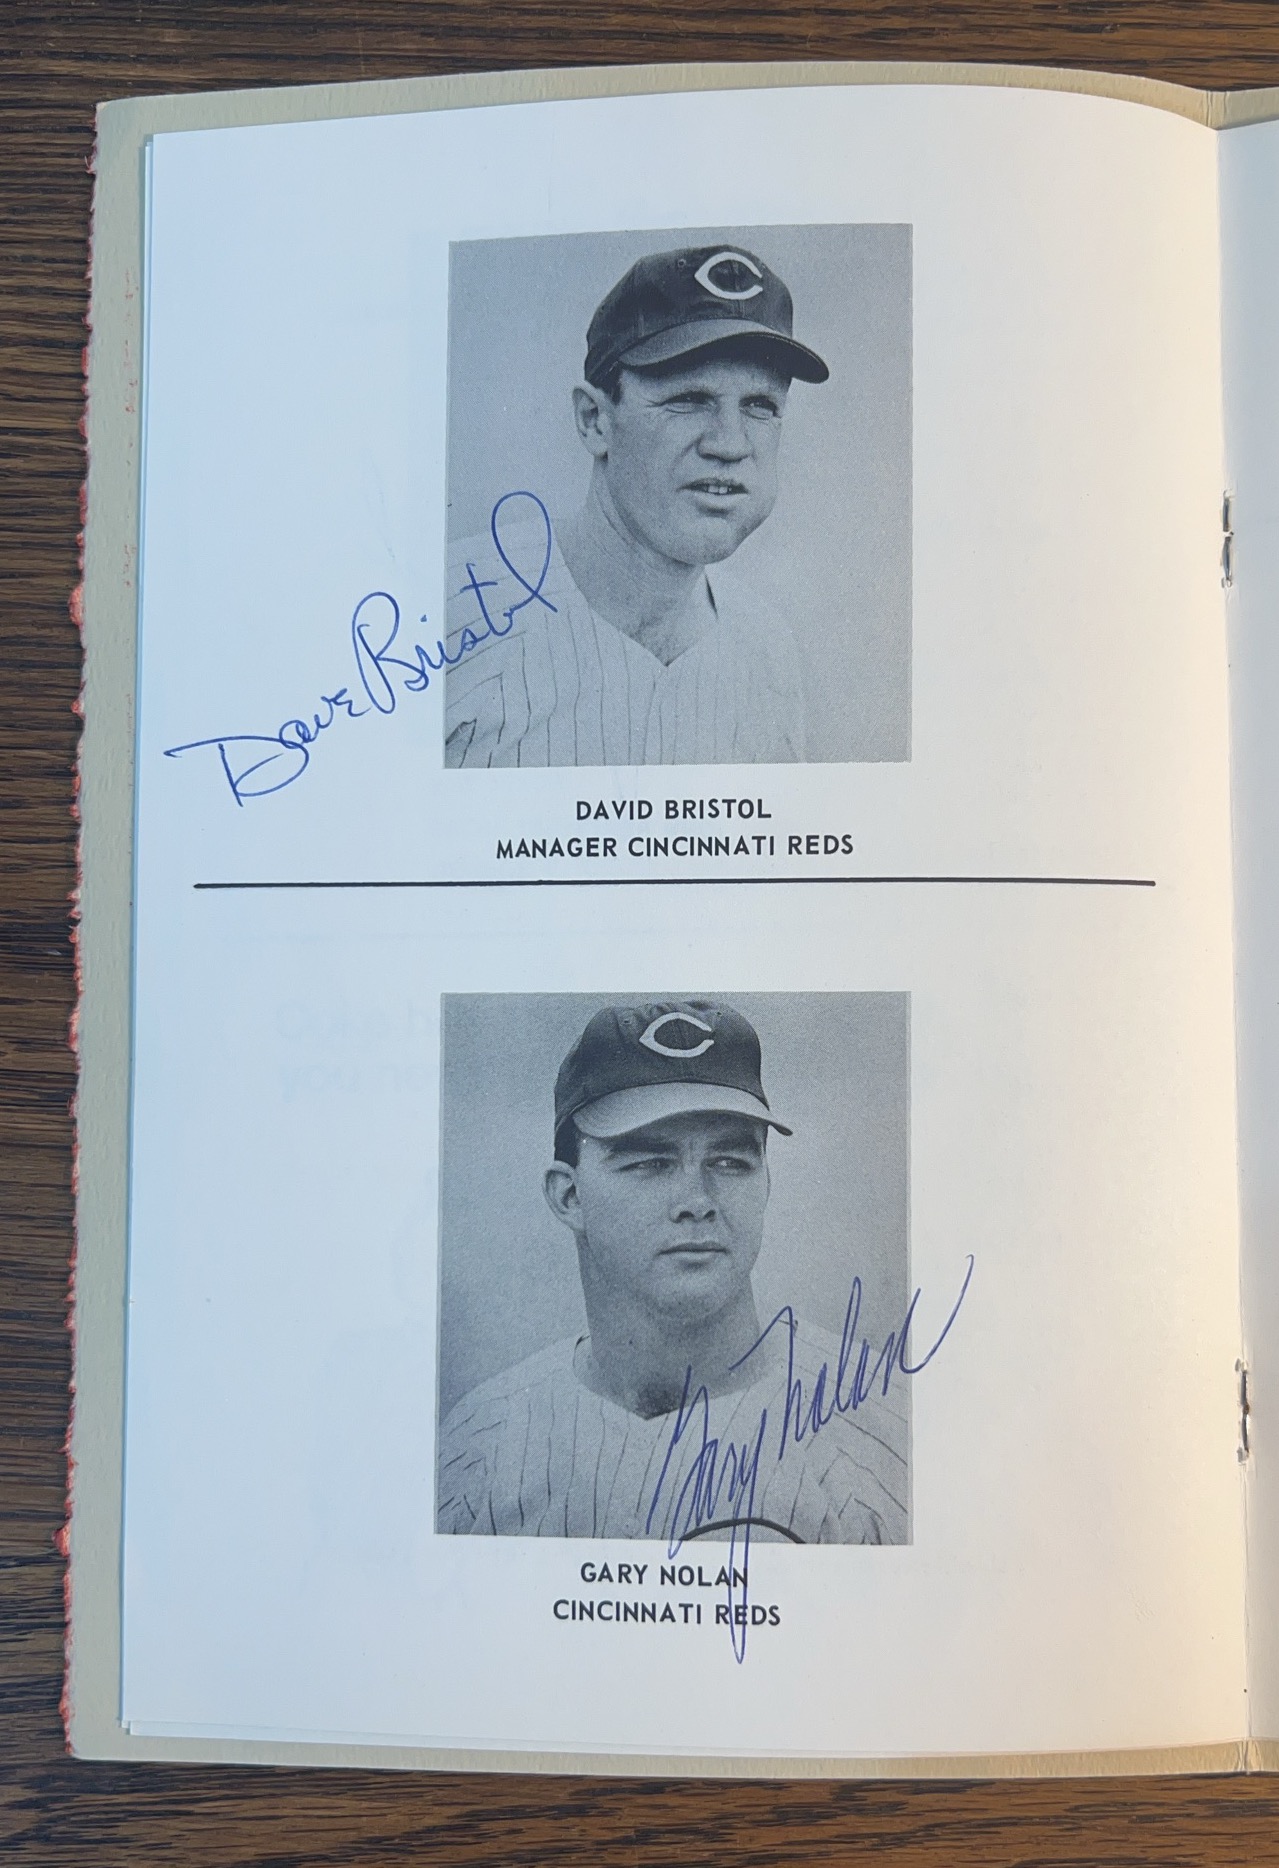 C
Dave Bristol
DAVID BRISTOL
MANAGER CINCINNATI REDS
C
Gary Nolan
GARY NOLAN
CINCINNATI REDS